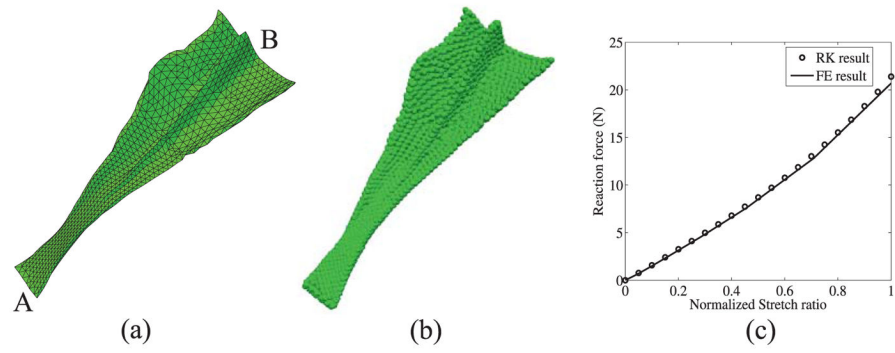 A
B
(a)
(b)
25
20
15
10
5
0
Reaction force (N)
RK result
FE result
0
0.2
0.4
0.6
0.8
1
Normalized Stretch ratio
(c)